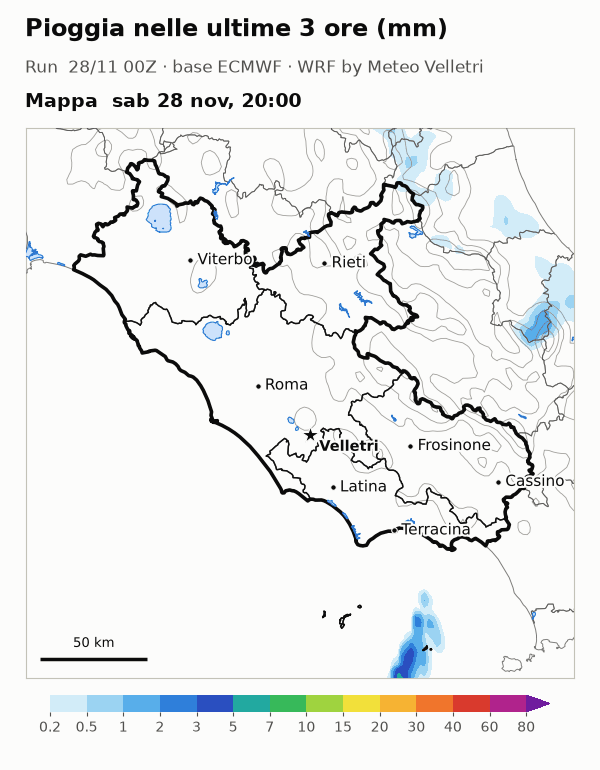 Pioggia nelle ultime 3 ore (mm)
Run  28/11 00Z · base ECMWF · WRF by Meteo Velletri
Mappa  sab 28 nov, 20:00
Viterbo
Rieti
Roma
Velletri
Frosinone
Latina
Cassino
Terracina
50 km
0.2 0.5 1 2 3 5 7 10 15 20 30 40 60 80